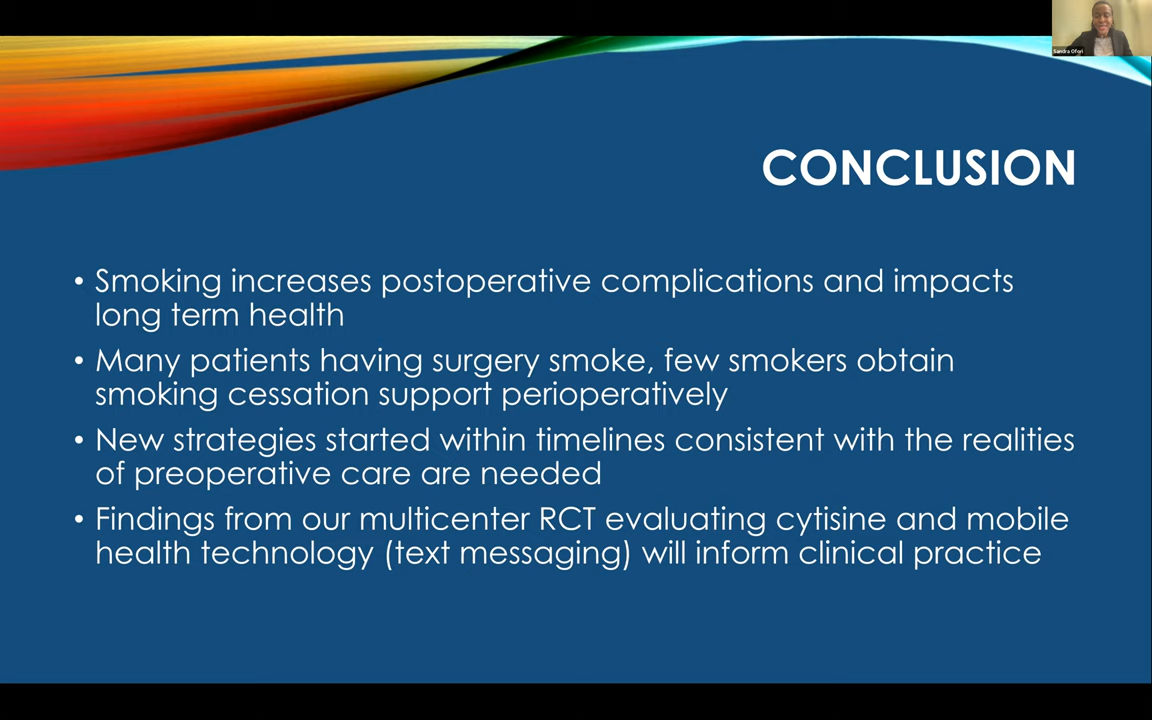 Sandra Ofori
CONCLUSION
• Smoking increases postoperative complications and impacts
long term health
• Many patients having surgery smoke, few smokers obtain
smoking cessation support perioperatively
• New strategies started within timelines consistent with the realities
of preoperative care are needed
• Findings from our multicenter RCT evaluating cytisine and mobile
health technology (text messaging) will inform clinical practice